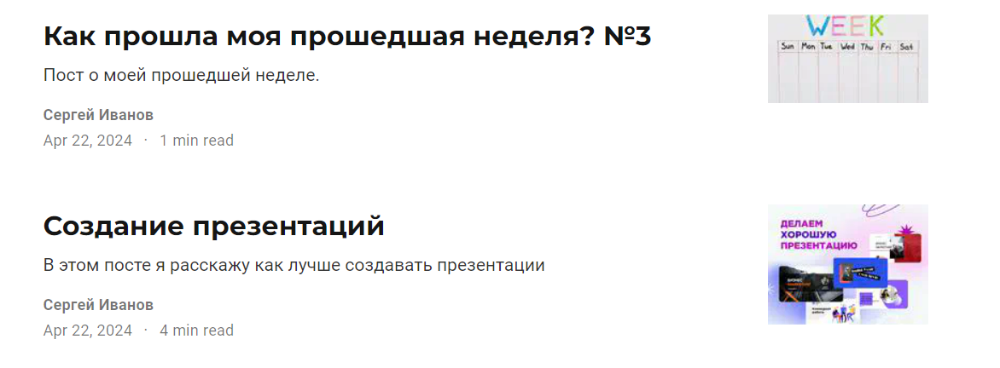 Как прошла моя прошедшая неделя? №3
Пост о моей прошедшей неделе.
Сергей Иванов
Apr 22, 2024 · 1 min read
WEEK
Sun Mon Tue Wed Thu Fri Sat
Создание презентаций
В этом посте я расскажу как лучше создавать презентации
Сергей Иванов
Apr 22, 2024 · 4 min read
ДЕЛАЕМ
ХОРОШУЮ
ПРЕЗЕНТАЦИЮ